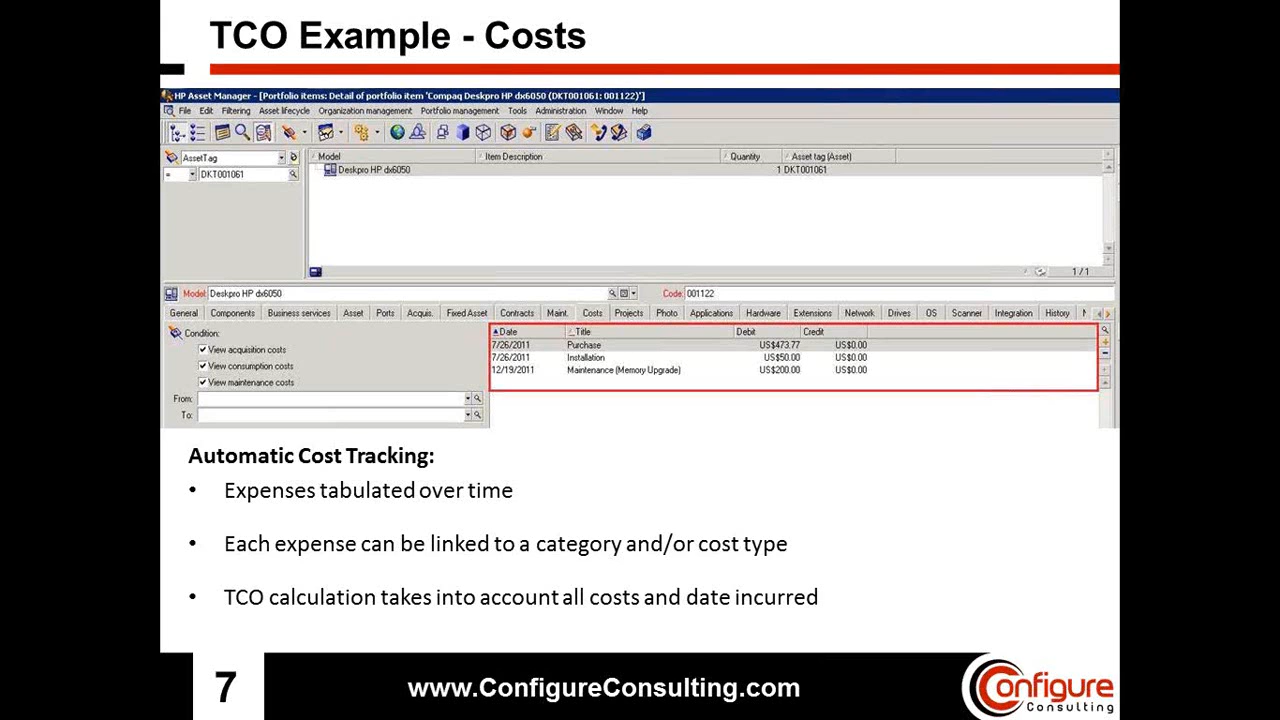 TCO Example - Costs
HP Asset Manager - [Portfolio items: Detail of portfolio item 'Compaq Deskpro HP dx6050 (DKT001061: 001122)']
File Edit Filtering Asset lifecycle Organization management Portfolio management Tools Administration Window Help
AssetTag
= DKT001061
Model Item Description Quantity Asset tag (Asset)
Deskpro HP dx6050 1 DKT001061
1 / 1
Model: Deskpro HP dx6050 Code: 001122
General Components Business services Asset Ports Acquis. Fixed Asset Contracts Maint. Costs Projects Photo Applications Hardware Extensions Network Drives OS Scanner Integration History
Condition:
View acquisition costs
View consumption costs
View maintenance costs
From:
To:
Date Title Debit Credit
7/26/2011 Purchase US$473.77 US$0.00
7/26/2011 Installation US$50.00 US$0.00
12/19/2011 Maintenance (Memory Upgrade) US$200.00 US$0.00
Automatic Cost Tracking:
• Expenses tabulated over time
• Each expense can be linked to a category and/or cost type
• TCO calculation takes into account all costs and date incurred
7
www.ConfigureConsulting.com
Configure
Consulting